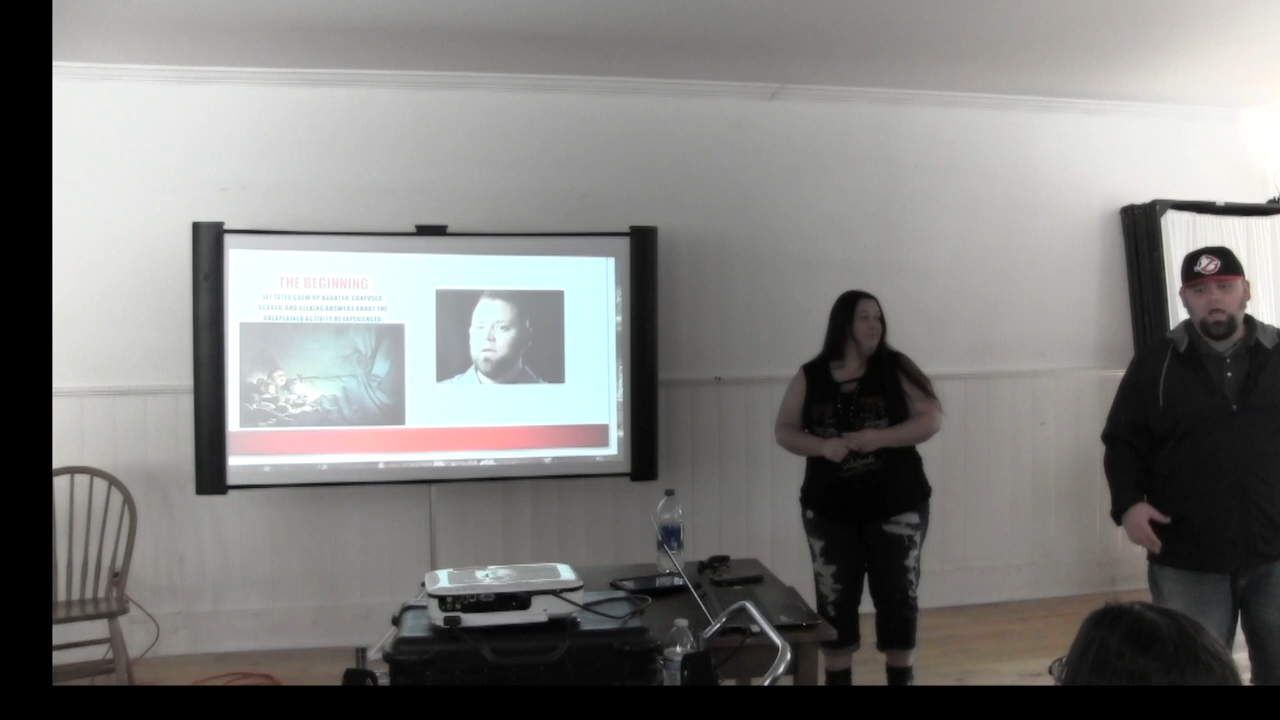 THE BEGINNING
GREW UP HAUNTED, CONFUSED,
SCARED, AND SEEKING ANSWERS ABOUT THE
UNEXPLAINED ACTIVITY HE EXPERIENCED